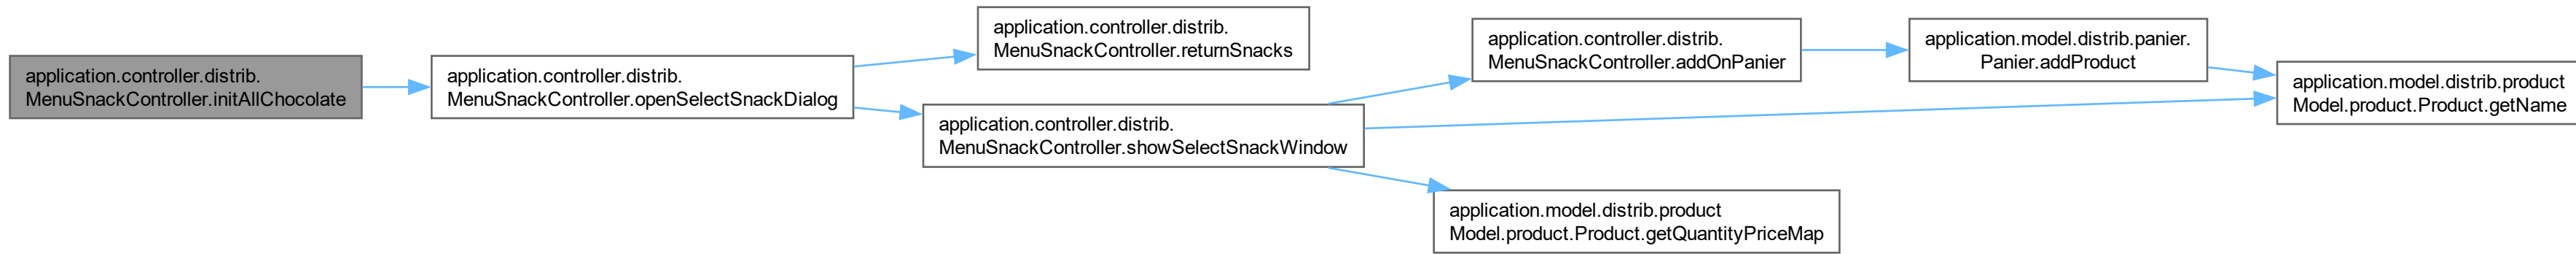 application.controller.distrib.
MenuSnackController.initAllChocolate
application.controller.distrib.
MenuSnackController.openSelectSnackDialog
application.controller.distrib.
MenuSnackController.returnSnacks
application.controller.distrib.
MenuSnackController.showSelectSnackWindow
application.controller.distrib.
MenuSnackController.addOnPanier
application.model.distrib.panier.
Panier.addProduct
application.model.distrib.product
Model.product.Product.getName
application.model.distrib.product
Model.product.Product.getQuantityPriceMap